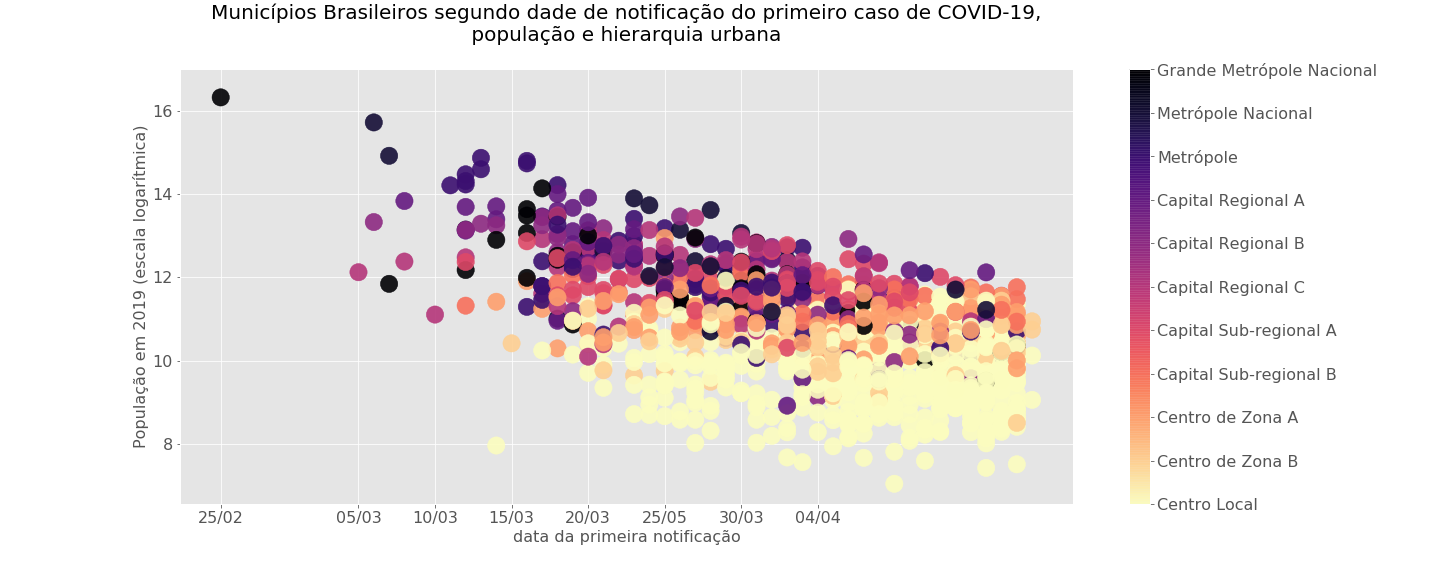 Municípios Brasileiros segundo dade de notificação do primeiro caso de COVID-19,
população e hierarquia urbana
População em 2019 (escala logarítmica)
16
14
12
10
8
25/02
05/03
10/03
15/03
20/03
25/05
30/03
04/04
data da primeira notificação
Grande Metrópole Nacional
Metrópole Nacional
Metrópole
Capital Regional A
Capital Regional B
Capital Regional C
Capital Sub-regional A
Capital Sub-regional B
Centro de Zona A
Centro de Zona B
Centro Local